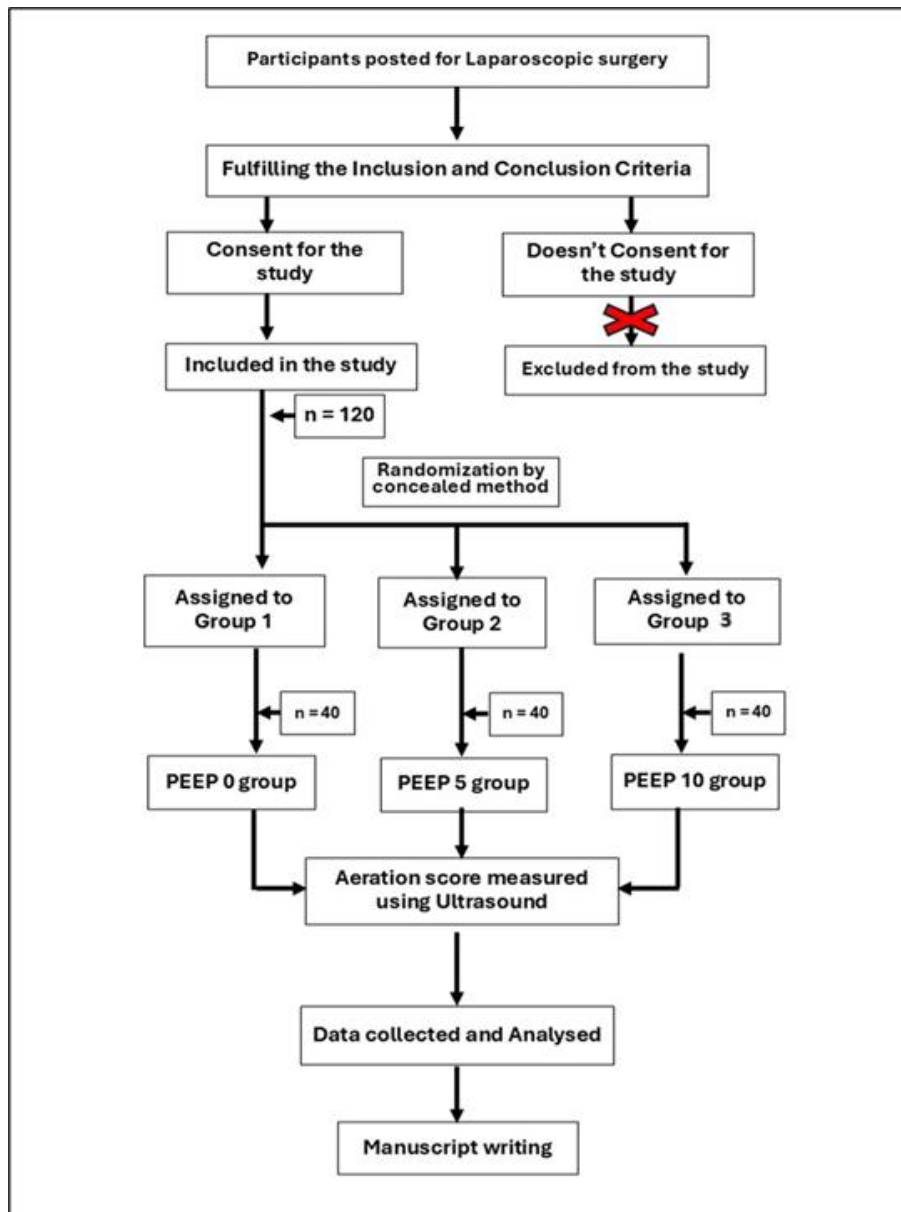 Participants posted for Laparoscopic surgery
Fulfilling the Inclusion and Conclusion Criteria
Consent for the
study
Doesn't Consent for
the study
Included in the study
Excluded from the study
n = 120
Randomization by
concealed method
Assigned to
Group 1
Assigned to
Group 2
Assigned to
Group 3
n = 40
n = 40
n = 40
PEEP 0 group
PEEP 5 group
PEEP 10 group
Aeration score measured
using Ultrasound
Data collected and Analysed
Manuscript writing